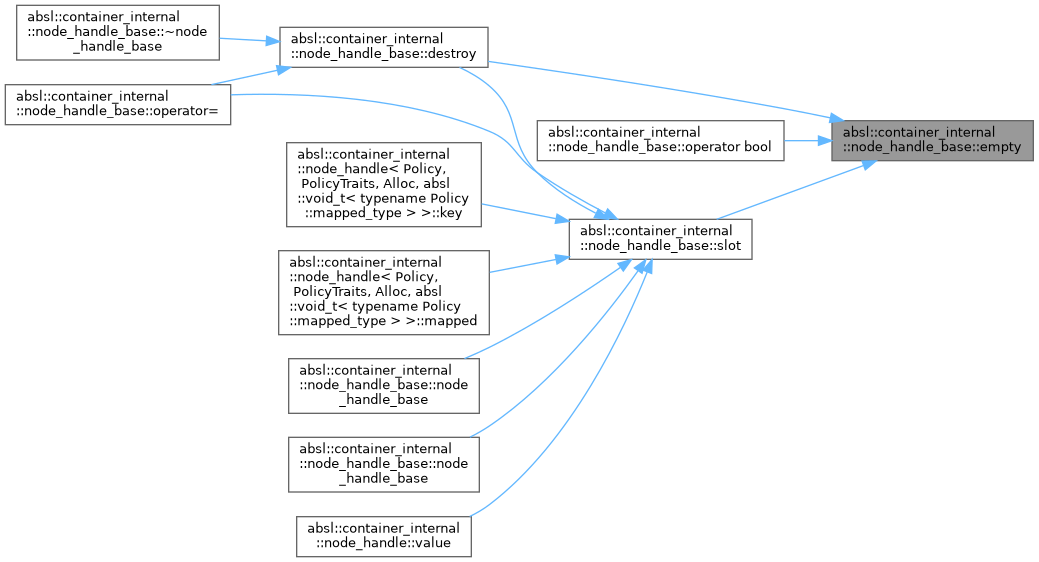 absl::container_internal
::node_handle_base::~node
_handle_base
absl::container_internal
::node_handle_base::destroy
absl::container_internal
::node_handle_base::operator=
absl::container_internal
::node_handle_base::operator bool
absl::container_internal
::node_handle_base::empty
absl::container_internal
::node_handle< Policy,
PolicyTraits, Alloc, absl
::void_t< typename Policy
::mapped_type > >::key
absl::container_internal
::node_handle_base::slot
absl::container_internal
::node_handle< Policy,
PolicyTraits, Alloc, absl
::void_t< typename Policy
::mapped_type > >::mapped
absl::container_internal
::node_handle_base::node
_handle_base
absl::container_internal
::node_handle_base::node
_handle_base
absl::container_internal
::node_handle::value